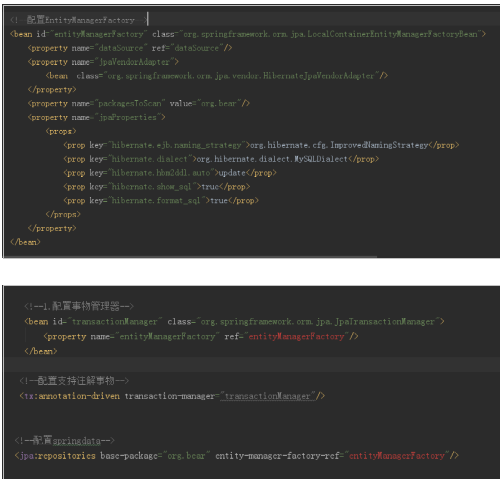 <!--配置EntityManagerFactory-->
<bean id="entityManagerFactory" class="org.springframework.orm.jpa.LocalContainerEntityManagerFactoryBean">
<property name="dataSource" ref="dataSource"/>
<property name="jpaVendorAdapter">
<bean class="org.springframework.orm.jpa.vendor.HibernateJpaVendorAdapter"/>
</property>
<property name="packagesToScan" value="org.bear"/>
<property name="jpaProperties">
<props>
<prop key="hibernate.ejb.naming_strategy">org.hibernate.cfg.ImprovedNamingStrategy</prop>
<prop key="hibernate.dialect">org.hibernate.dialect.MySQLDialect</prop>
<prop key="hibernate.hbm2ddl.auto">update</prop>
<prop key="hibernate.show_sql">true</prop>
<prop key="hibernate.format_sql">true</prop>
</props>
</property>
</bean>
<!--1.配置事物管理器-->
<bean id="transactionManager" class="org.springframework.orm.jpa.JpaTransactionManager">
<property name="entityManagerFactory" ref="entityManagerFactory"/>
</bean>
<!--配置支持注解事物-->
<tx:annotation-driven transaction-manager="transactionManager"/>
<!--配置springdata-->
<jpa:repositories base-package="org.bear" entity-manager-factory-ref="entityManagerFactory"/>